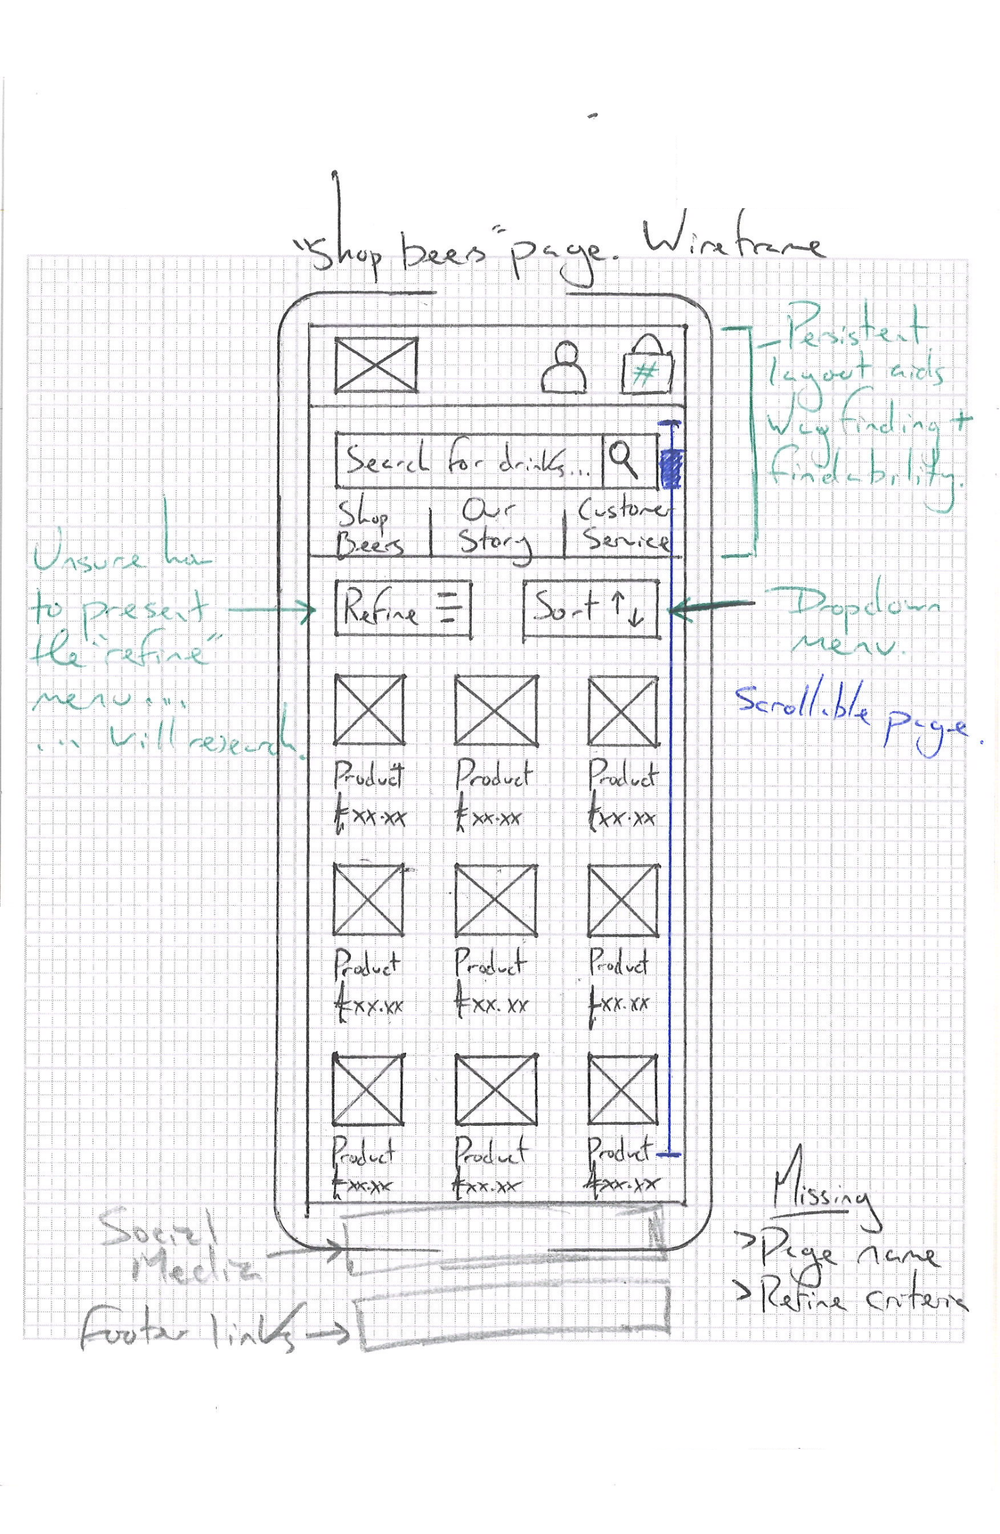 "Shop beers" page. Wireframe
#
Search for drinks...
Shop
Beers
Our
Story
Customer
Service
Refine
Sort ↑↓
Product
£xx.xx
Product
£xx.xx
Product
£xx.xx
Product
£xx.xx
Product
£xx.xx
Product
£xx.xx
Product
£xx.xx
Product
£xx.xx
Product
£xx.xx
Persistent
layout aids
Way finding +
findability.
Unsure how
to present
the "refine"
menu...
... Will research.
Dropdown
menu.
Scrollable page.
Social
Media
Footer links
Missing
> Page name
> Refine criteria